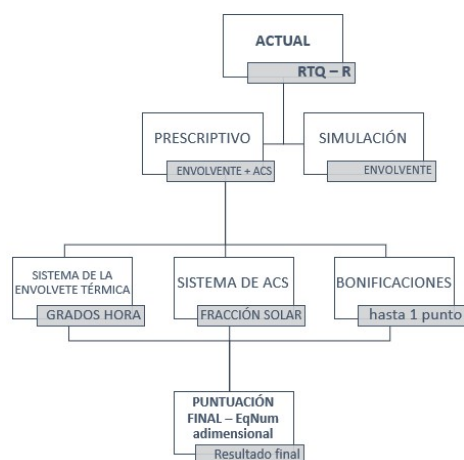 ACTUAL
RTQ – R
PRESCRIPTIVO
ENVOLVENTE + ACS
SIMULACIÓN
ENVOLVENTE
SISTEMA DE LA
ENVOLVETE TÉRMICA
GRADOS HORA
SISTEMA DE ACS
FRACCIÓN SOLAR
BONIFICACIONES
hasta 1 punto
PUNTUACIÓN
FINAL – EqNum
adimensional
Resultado final